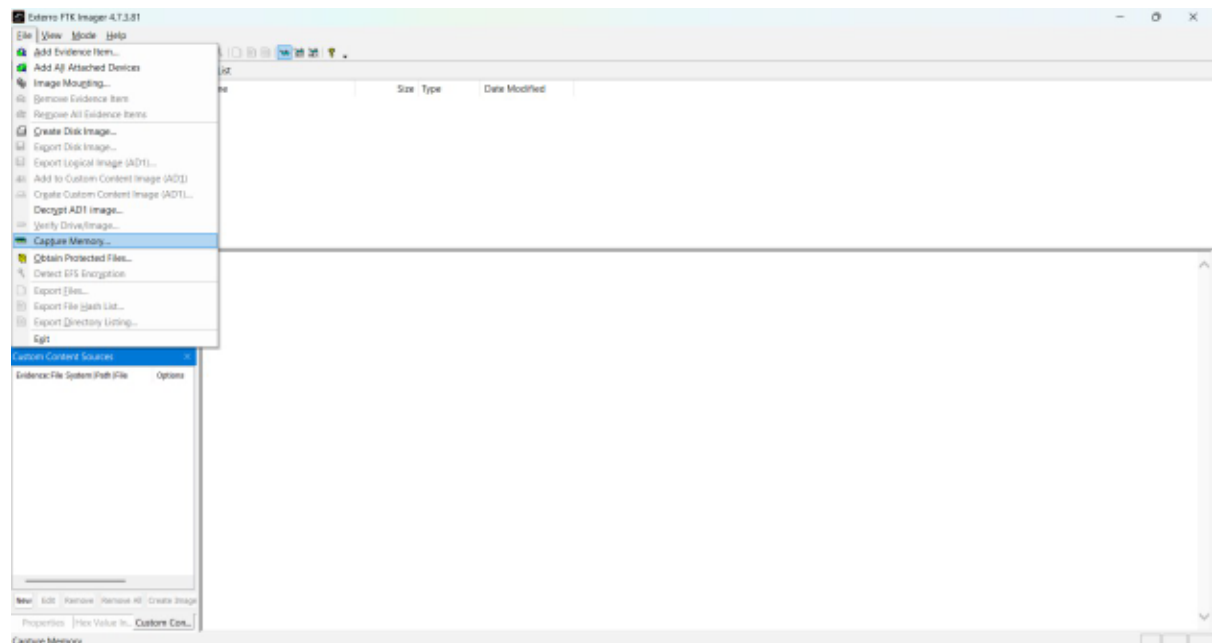 Exterro FTK Imager 4.7.3.81
File View Mode Help
Add Evidence Item...
Add All Attached Devices
Image Mounting...
Remove Evidence Item
Remove All Evidence Items
Create Disk Image...
Export Disk Image...
Export Logical Image (AD1)...
Add to Custom Content Image (AD1)
Create Custom Content Image (AD1)...
Decrypt AD1 image...
Verify Drive/Image...
Capture Memory...
Obtain Protected Files...
Detect EFS Encryption
Export Files...
Export File Hash List...
Export Directory Listing...
Exit
List
Size Type Date Modified
Custom Content Sources
Evidence:File System|Path|File Options
New Edit Remove Remove All Create Image
Properties Hex Value In... Custom Con...
Capture Memory